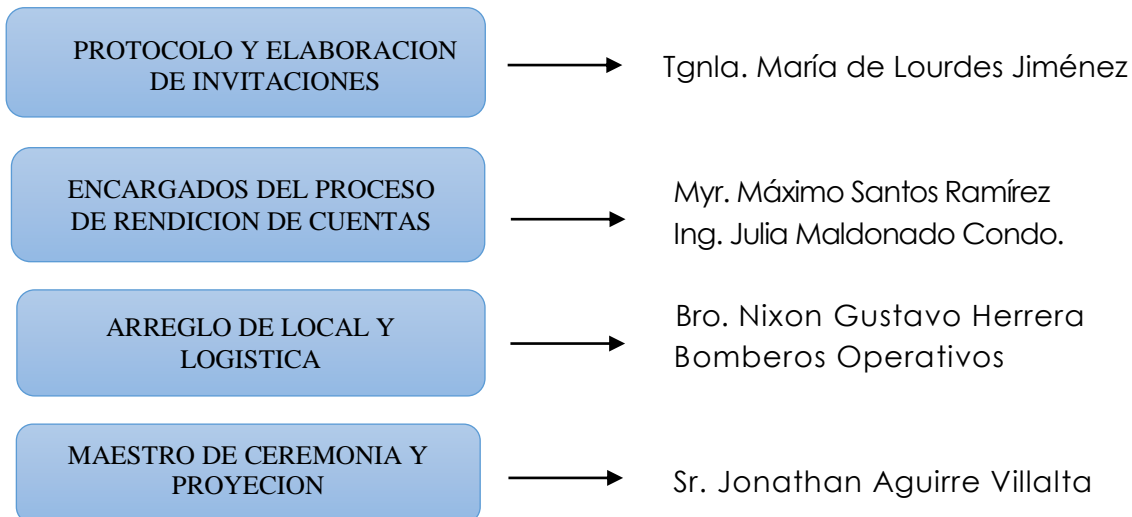 PROTOCOLO Y ELABORACION
DE INVITACIONES
Tgnla. María de Lourdes Jiménez
ENCARGADOS DEL PROCESO
DE RENDICION DE CUENTAS
Myr. Máximo Santos Ramírez
Ing. Julia Maldonado Condo.
ARREGLO DE LOCAL Y
LOGISTICA
Bro. Nixon Gustavo Herrera
Bomberos Operativos
MAESTRO DE CEREMONIA Y
PROYECION
Sr. Jonathan Aguirre Villalta